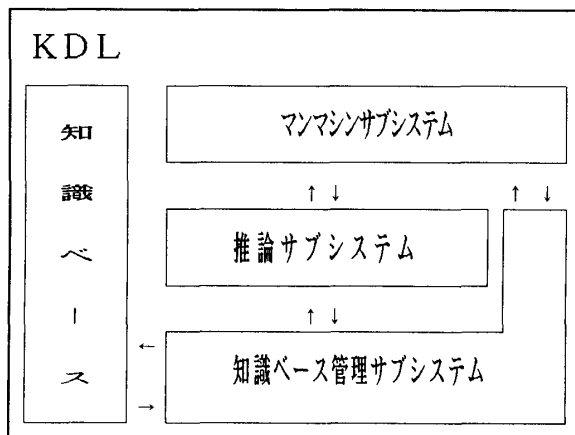 KDL
知識ベース
マンマシンサブシステム
↑ ↓
↑ ↓
推論サブシステム
↑ ↓
←
知識ベース管理サブシステム
→